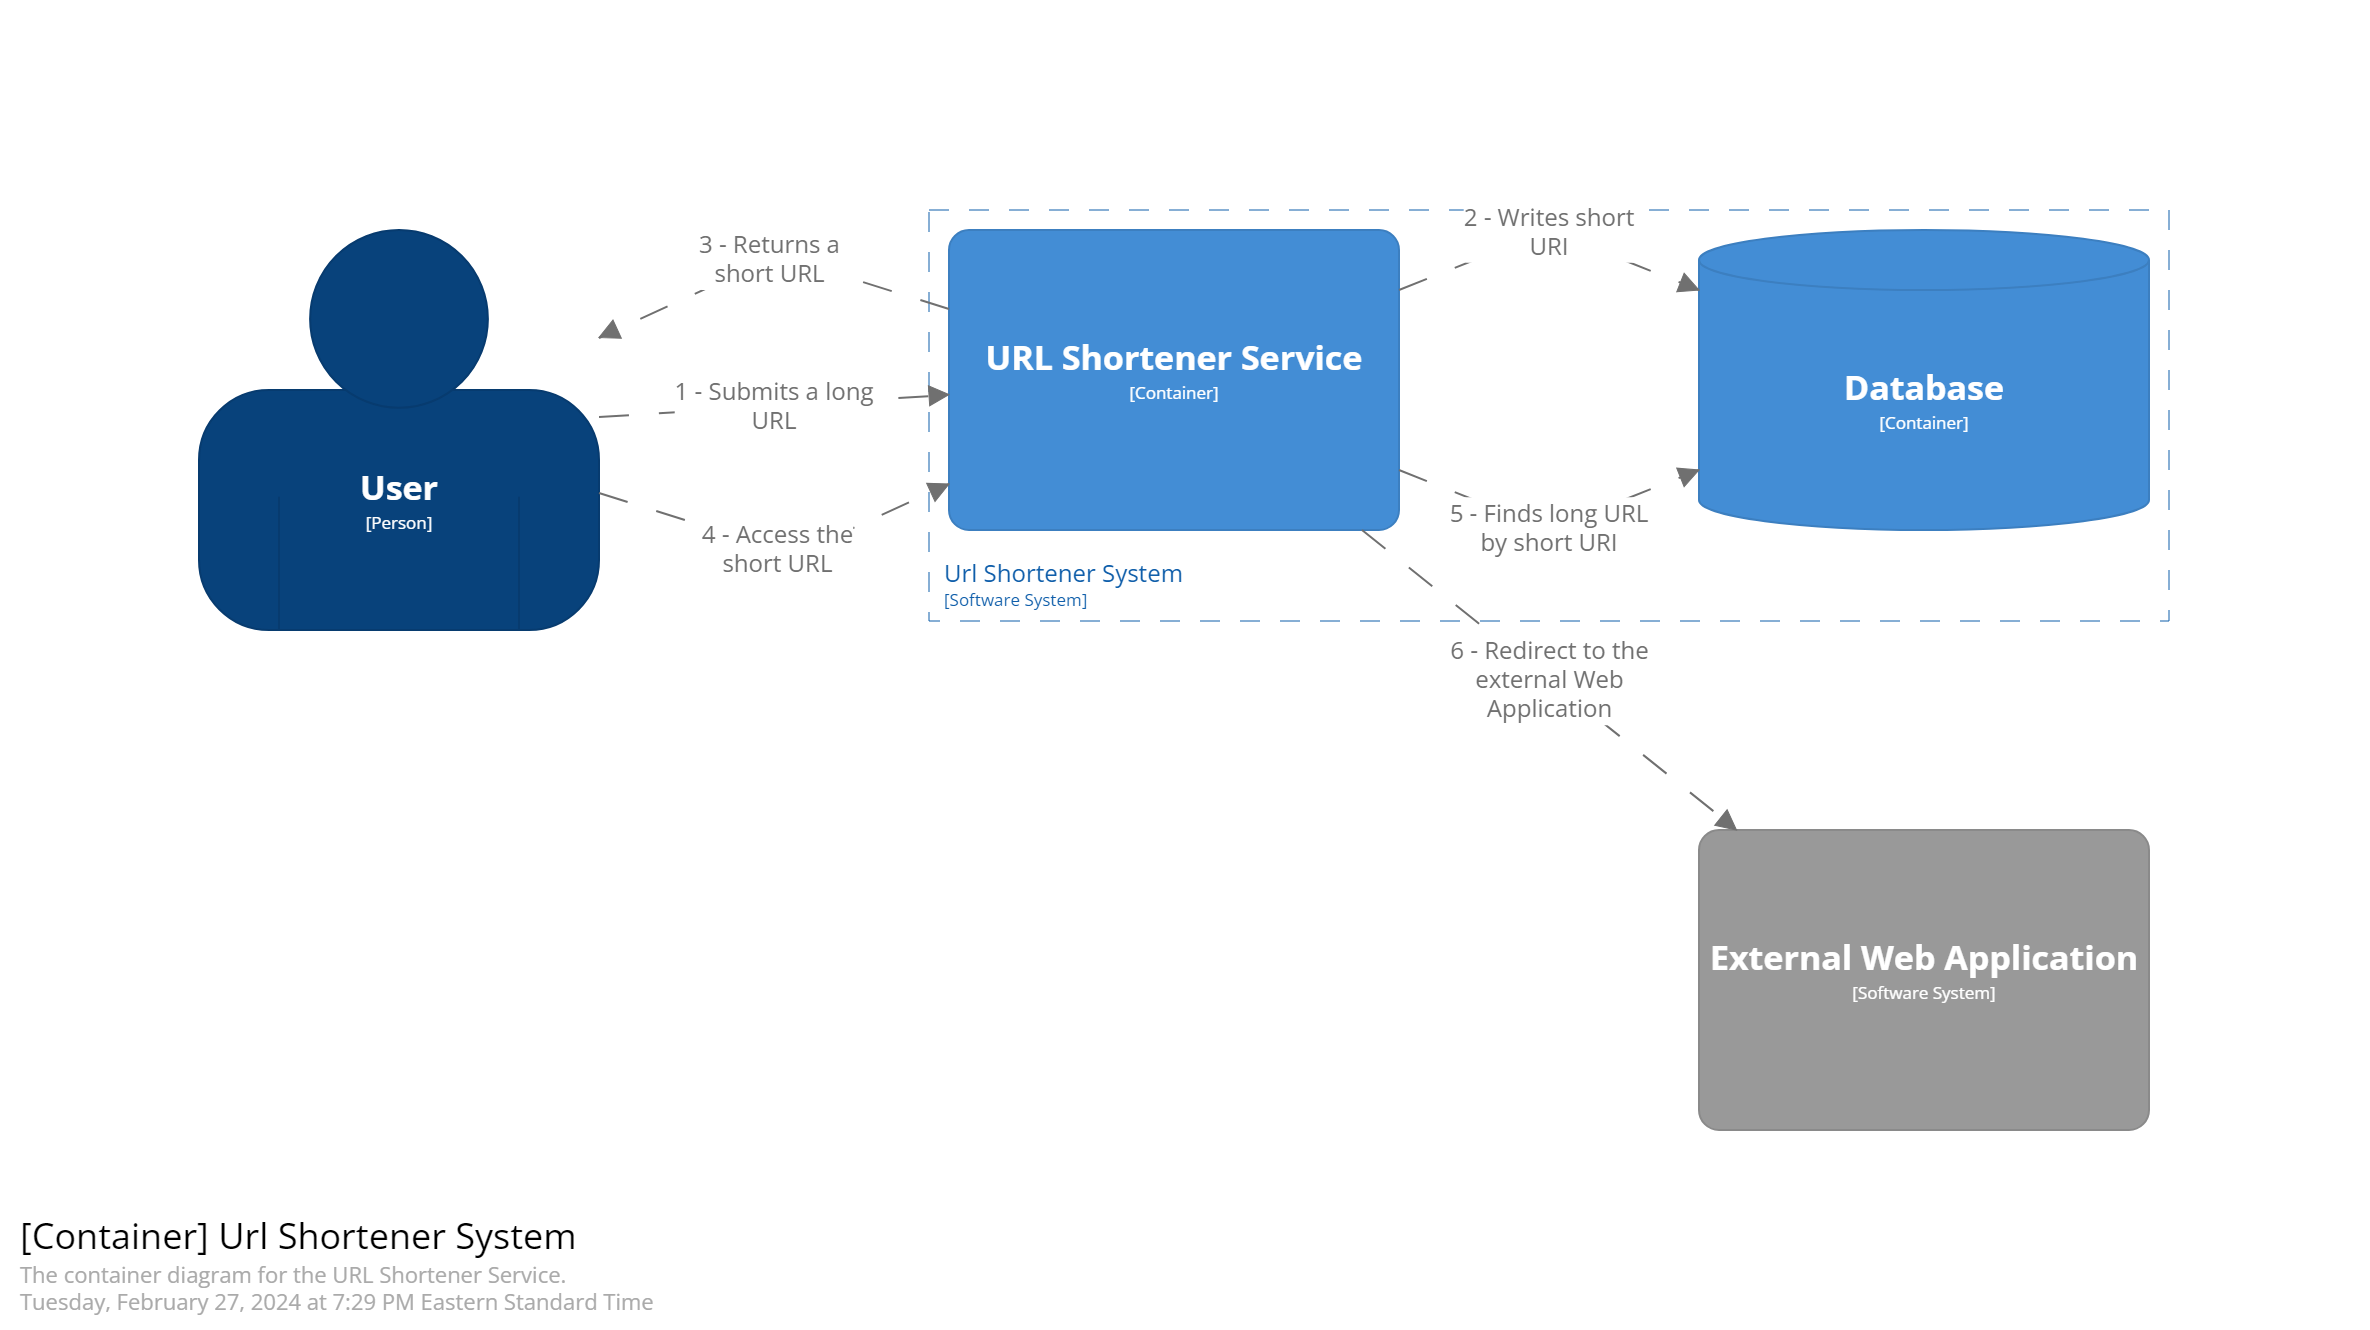 2 - Writes short
URI
3 - Returns a
short URL
URL Shortener Service
[Container]
Database
[Container]
1 - Submits a long
URL
User
[Person]
4 - Access the
short URL
5 - Finds long URL
by short URI
Url Shortener System
[Software System]
6 - Redirect to the
external Web
Application
External Web Application
[Software System]
[Container] Url Shortener System
The container diagram for the URL Shortener Service.
Tuesday, February 27, 2024 at 7:29 PM Eastern Standard Time